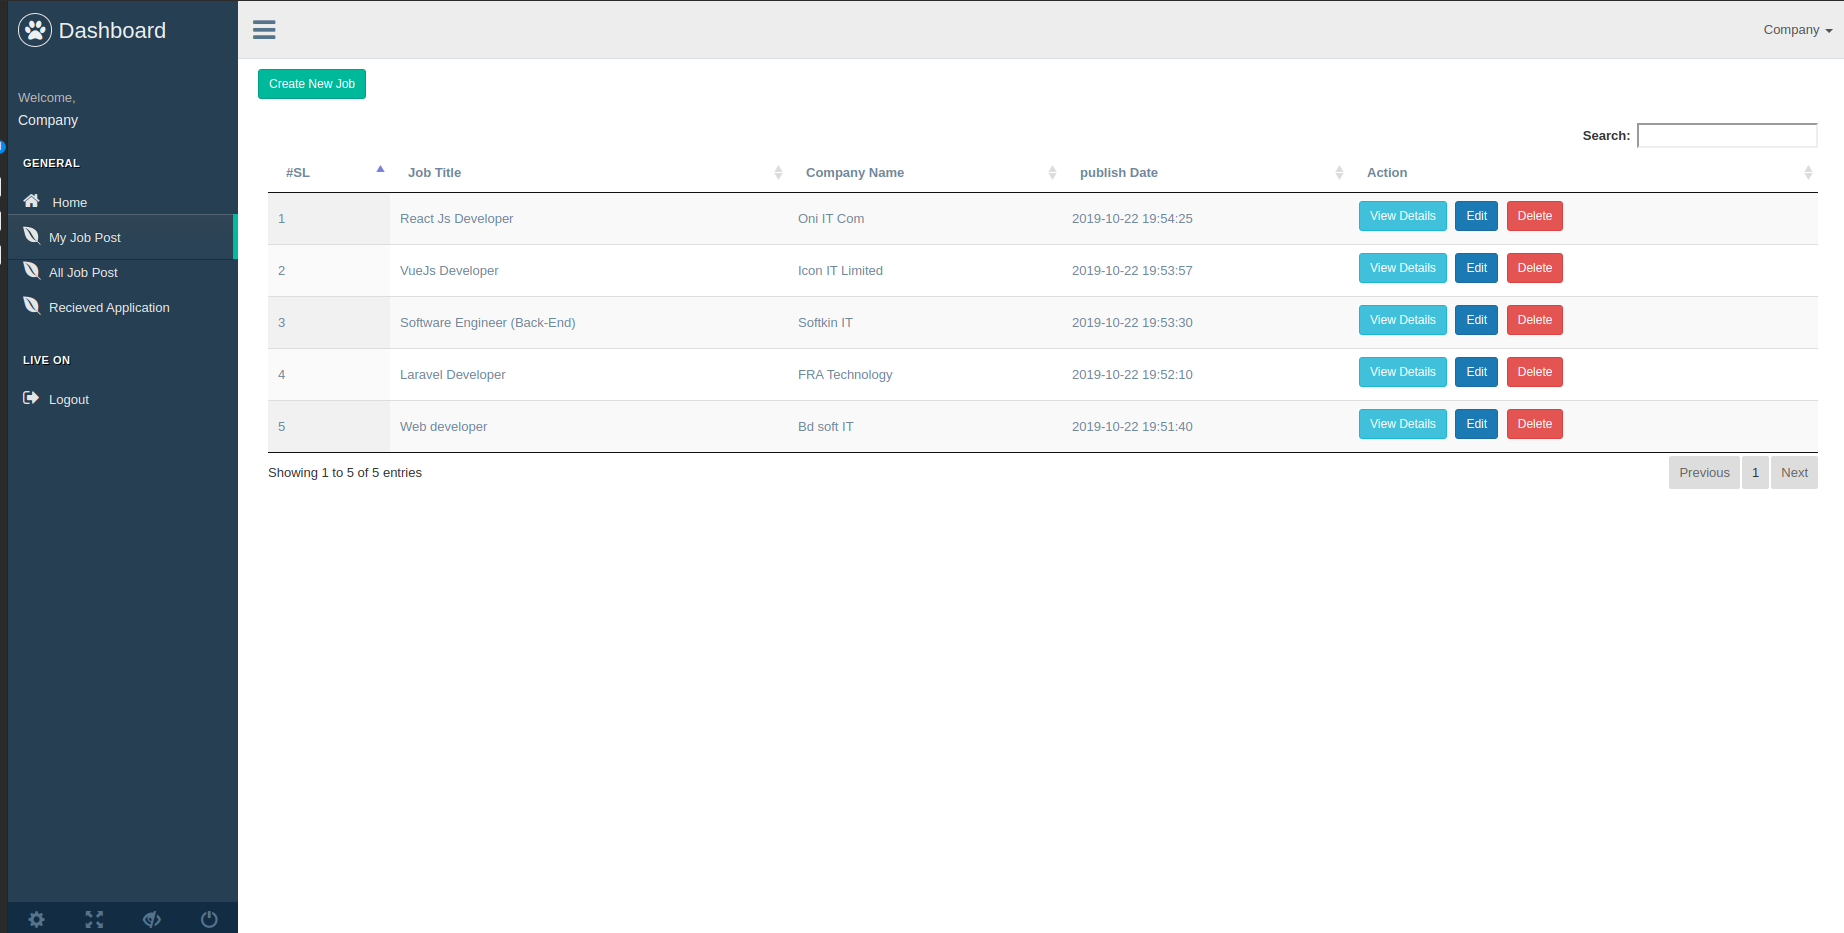 Dashboard
Company
Welcome,
Company
GENERAL
Home
My Job Post
All Job Post
Recieved Application
LIVE ON
Logout
Create New Job
Search:
#SL Job Title Company Name publish Date Action
1 React Js Developer Oni IT Com 2019-10-22 19:54:25 View Details Edit Delete
2 VueJs Developer Icon IT Limited 2019-10-22 19:53:57 View Details Edit Delete
3 Software Engineer (Back-End) Softkin IT 2019-10-22 19:53:30 View Details Edit Delete
4 Laravel Developer FRA Technology 2019-10-22 19:52:10 View Details Edit Delete
5 Web developer Bd soft IT 2019-10-22 19:51:40 View Details Edit Delete
Showing 1 to 5 of 5 entries Previous 1 Next